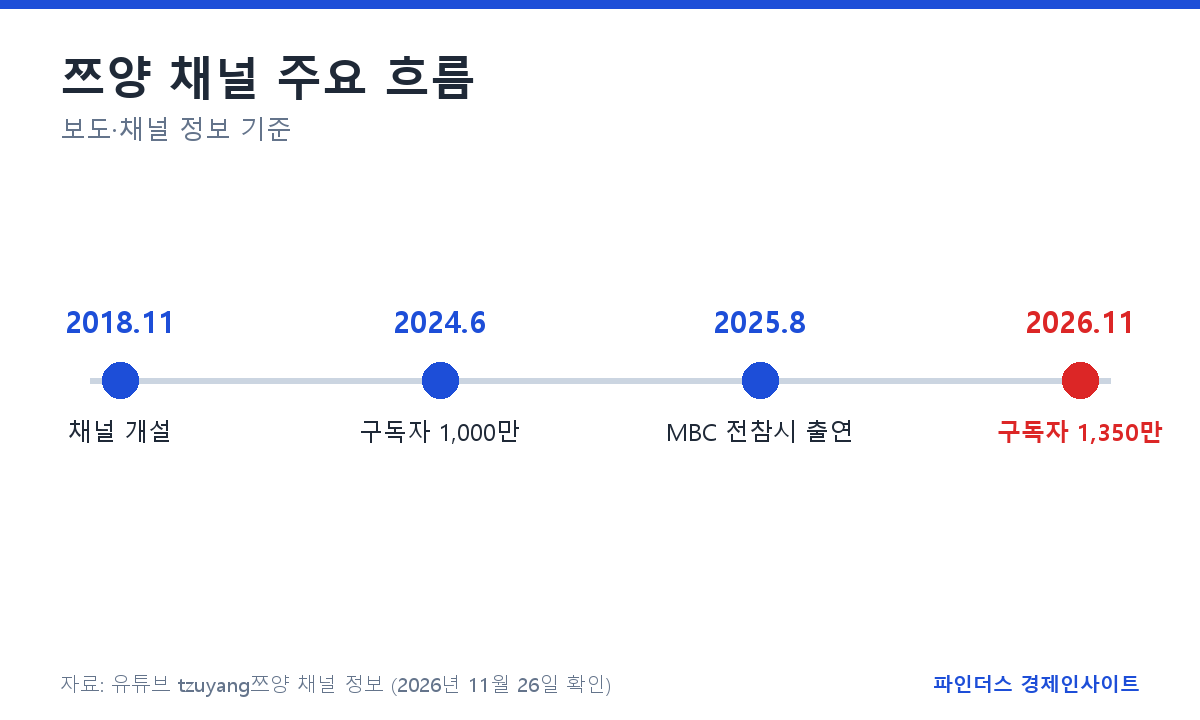 쯔양 채널 주요 흐름
보도·채널 정보 기준
2018.11
2024.6
2025.8
2026.11
채널 개설
구독자 1,000만
MBC 전참시 출연
구독자 1,350만
자료: 유튜브 tzuyang쯔양 채널 정보 (2026년 11월 26일 확인)
파인더스 경제인사이트